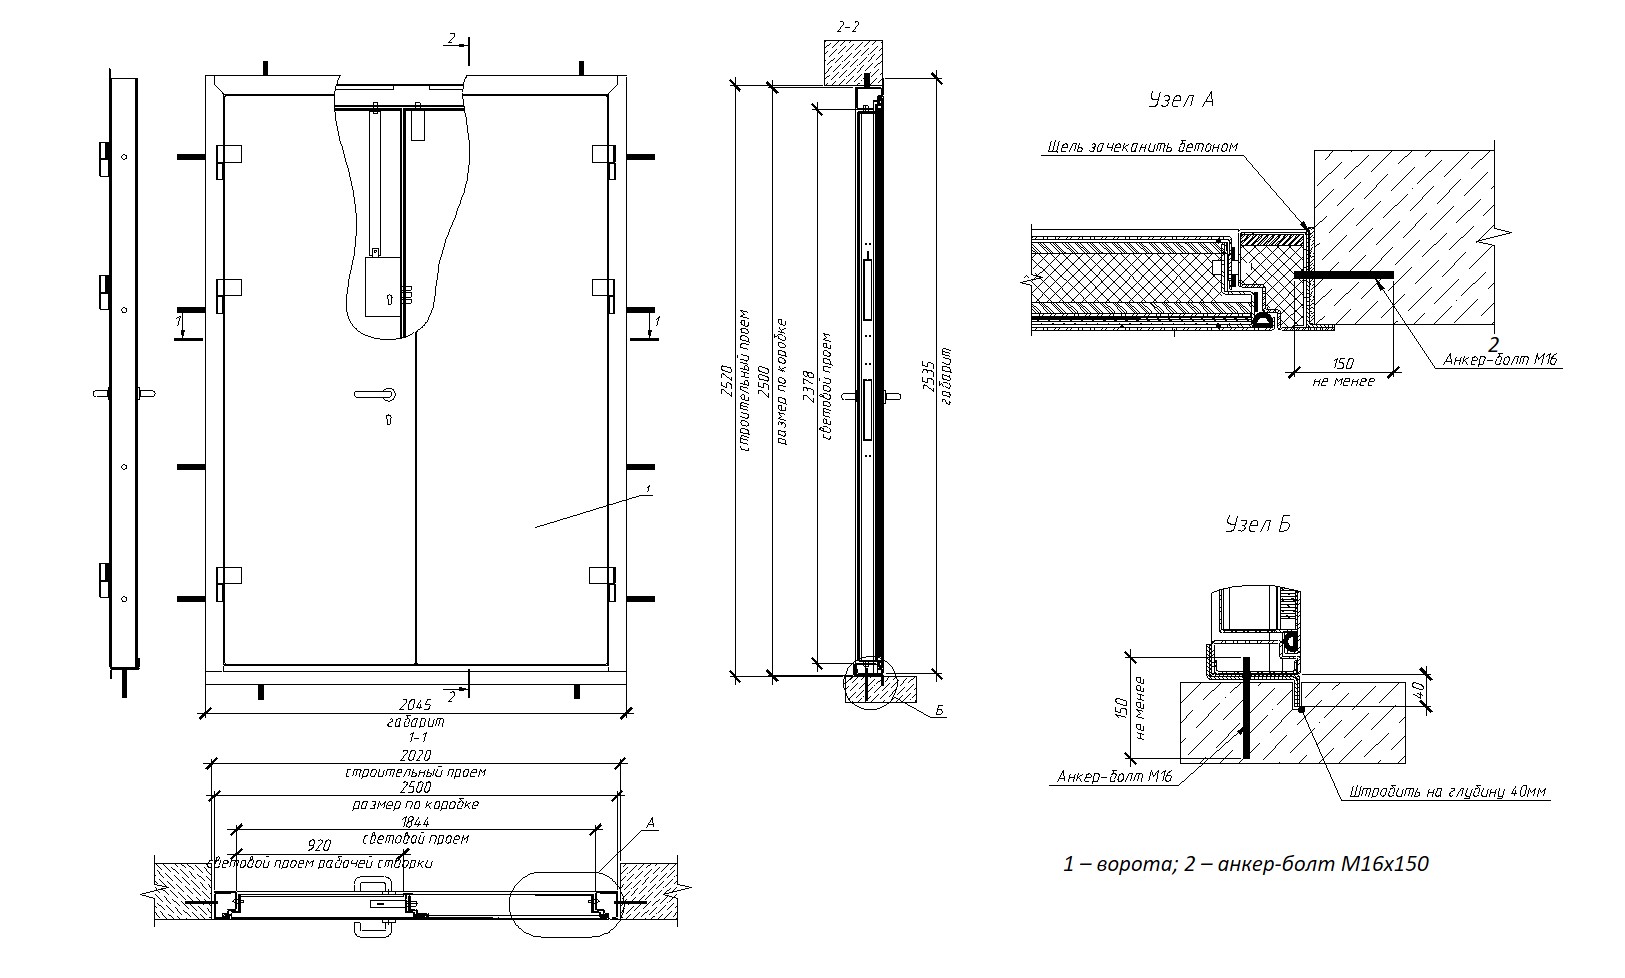 2
2
1
1
1
2045
габарит
1-1
2020
строительный проем
2500
размер по коробке
1844
световой проем
920
световой проем рабочей створки
А
2-2
2520
строительный проем
2500
размер по коробке
2378
световой проем
2535
габарит
Б
Узел А
Щель зачеканить бетоном
2
Анкер-болт М16
150
не менее
Узел Б
150
не менее
40
Анкер-болт М16
Штробить на глубину 40мм
1 – ворота; 2 – анкер-болт М16х150